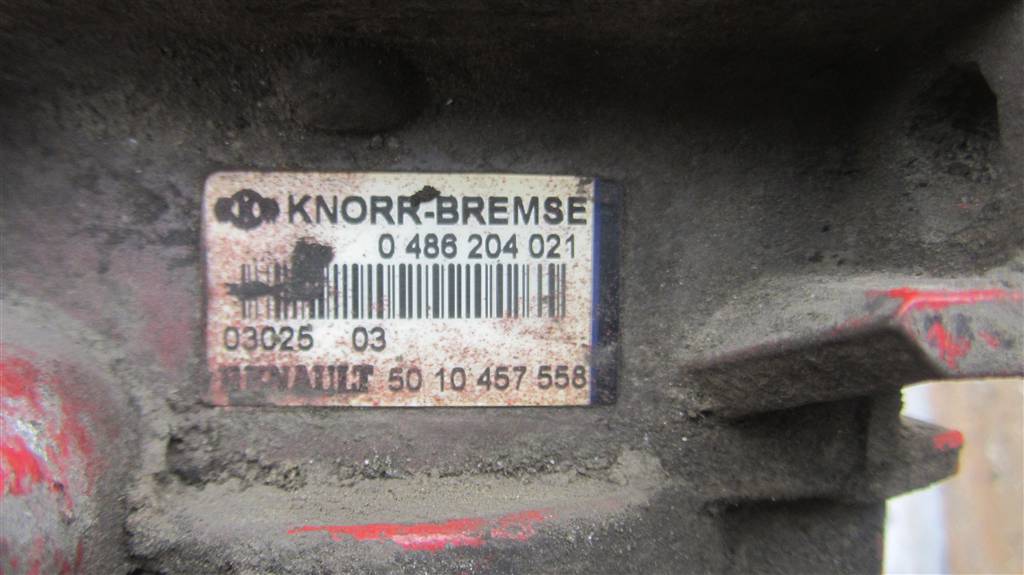 KNORR-BREMSE
0 486 204 021
03025 03
RENAULT 50 10 457 558